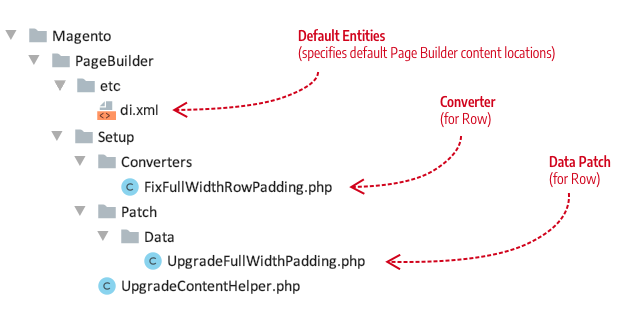 Magento
Default Entities
(specifies default Page Builder content locations)
PageBuilder
etc
di.xml
Converter
(for Row)
Setup
Converters
Data Patch
(for Row)
C FixFullWidthRowPadding.php
Patch
Data
C UpgradeFullWidthPadding.php
C UpgradeContentHelper.php